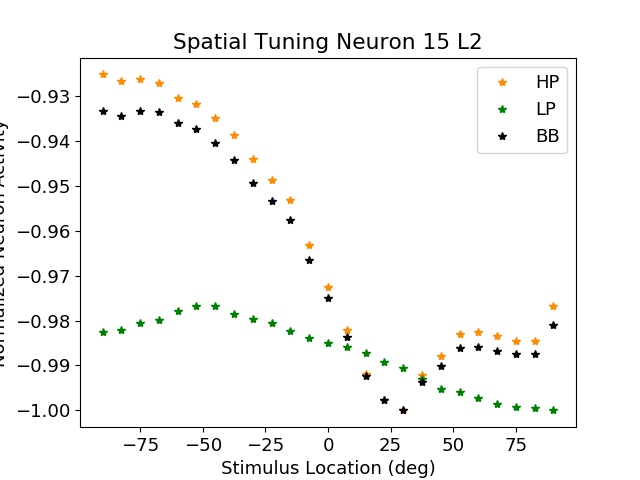 Spatial Tuning Neuron 15 L2
HP
LP
BB
−0.93
−0.94
−0.95
−0.96
−0.97
−0.98
−0.99
−1.00
Normalized Neuron Activity
−75
−50
−25
0
25
50
75
Stimulus Location (deg)